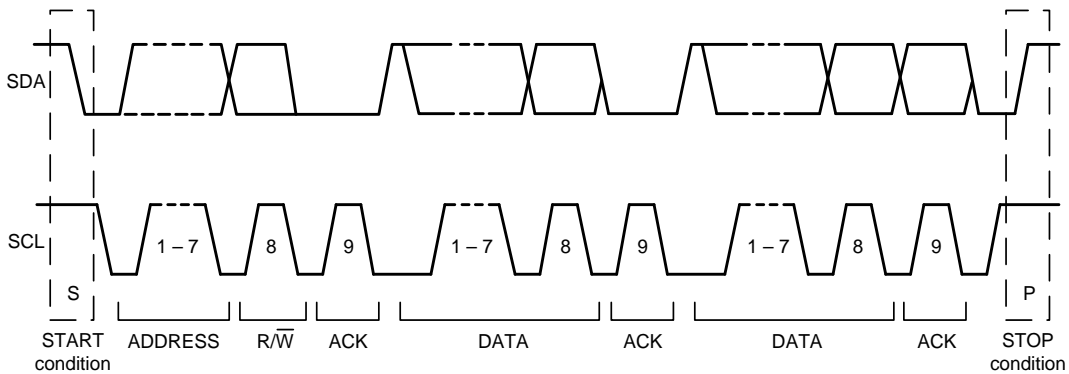 SDA
SCL
1 – 7 8 9 1 – 7 8 9 1 – 7 8 9
S P
START ADDRESS R/W̅ ACK DATA ACK DATA ACK STOP
condition condition